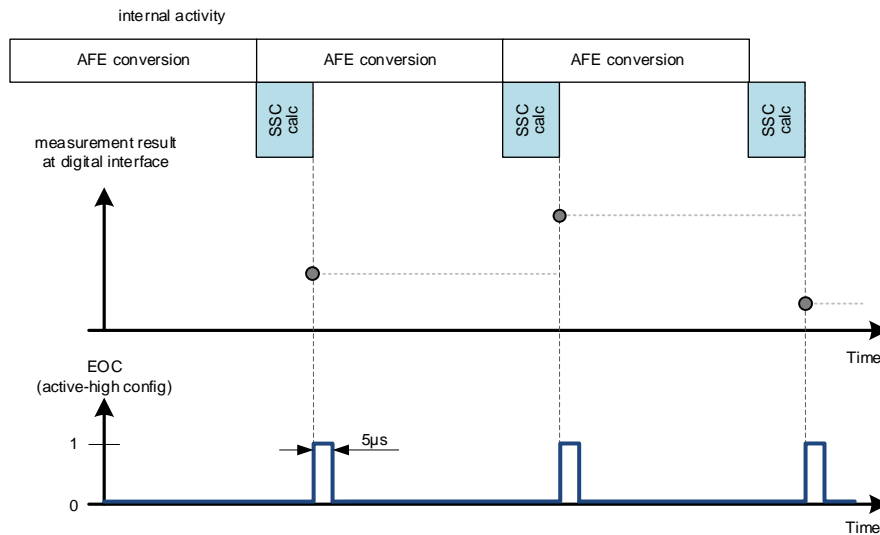 internal activity
AFE conversion
AFE conversion
AFE conversion
SSC
calc
SSC
calc
SSC
calc
measurement result
at digital interface
Time
EOC
(active-high config)
1
5µs
0
Time